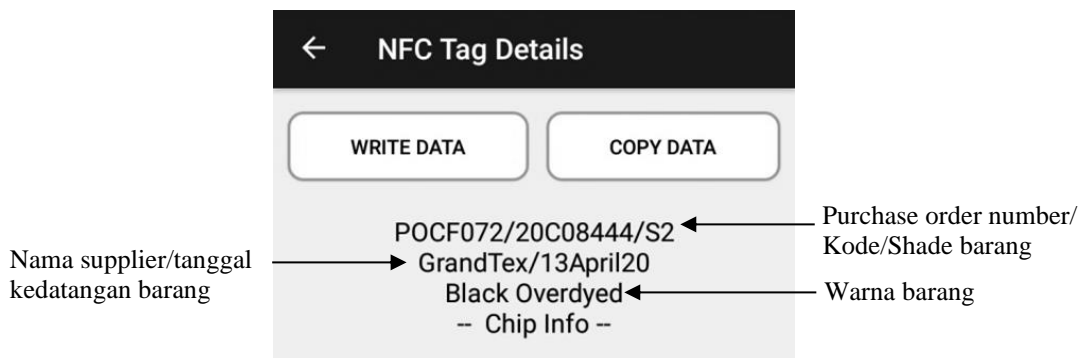 NFC Tag Details
WRITE DATA
COPY DATA
POCF072/20C08444/S2
Purchase order number/
Kode/Shade barang
Nama supplier/tanggal
kedatangan barang
GrandTex/13April20
Black Overdyed
Warna barang
-- Chip Info --